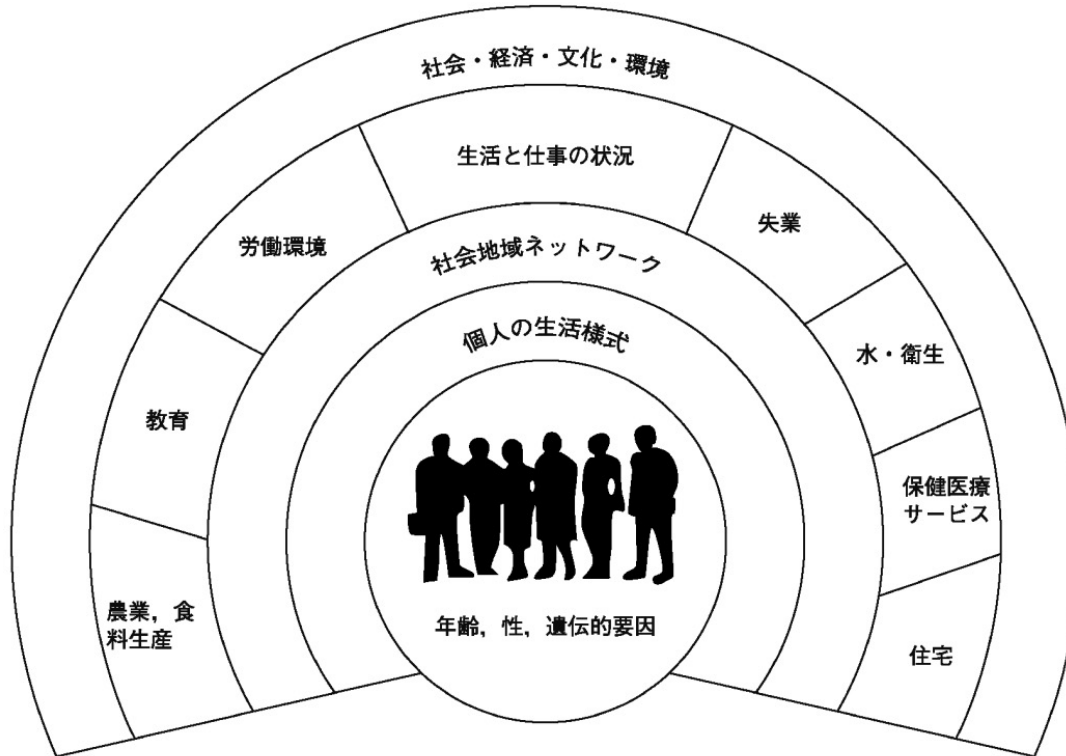 社会・経済・文化・環境
生活と仕事の状況
労働環境
失業
社会地域ネットワーク
個人の生活様式
水・衛生
教育
保健医療
サービス
農業，食
料生産
年齢，性，遺伝的要因
住宅